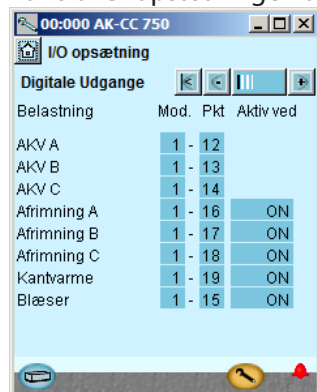 00:000 AK-CC 750
I/O opsætning
Digitale Udgange
Belastning Mod. Pkt Aktiv ved
AKV A 1 - 12
AKV B 1 - 13
AKV C 1 - 14
Afrimning A 1 - 16 ON
Afrimning B 1 - 17 ON
Afrimning C 1 - 18 ON
Kantvarme 1 - 19 ON
Blæser 1 - 15 ON